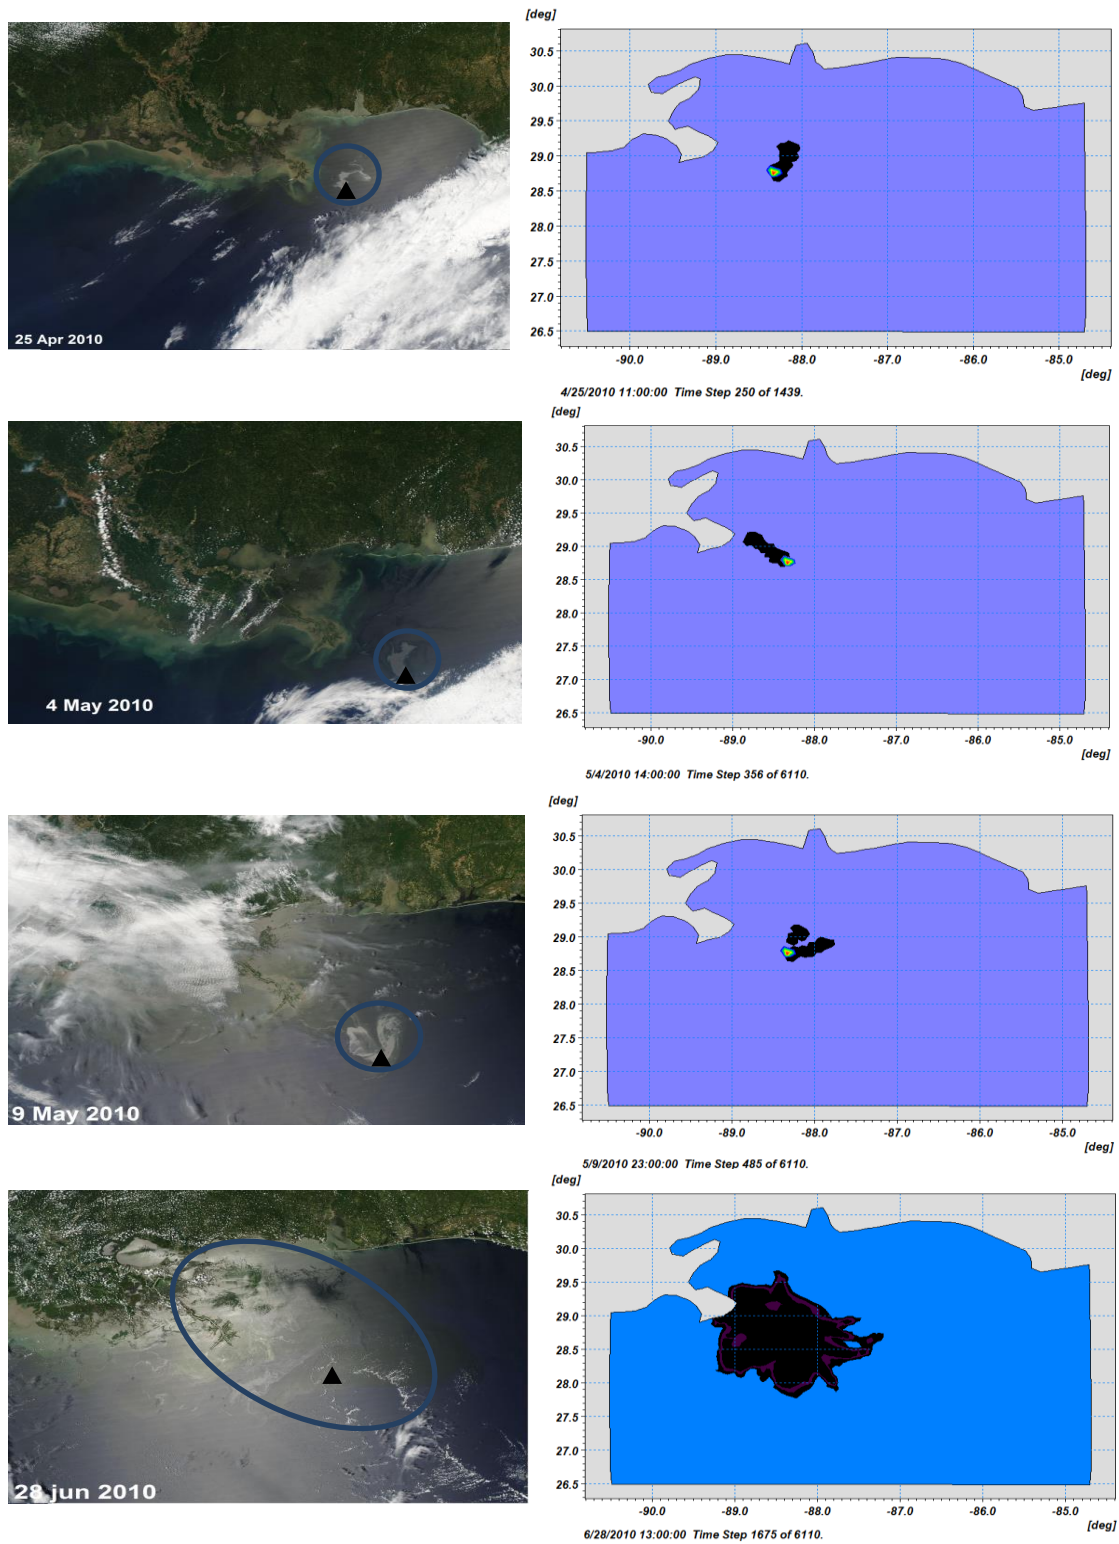 [deg]
30.5
30.0
29.5
29.0
28.5
28.0
27.5
27.0
26.5
-90.0 -89.0 -88.0 -87.0 -86.0 -85.0
[deg]
25 Apr 2010
4/25/2010 11:00:00 Time Step 250 of 1439.
[deg]
30.5
30.0
29.5
29.0
28.5
28.0
27.5
27.0
26.5
-90.0 -89.0 -88.0 -87.0 -86.0 -85.0
[deg]
4 May 2010
5/4/2010 14:00:00 Time Step 356 of 6110.
[deg]
30.5
30.0
29.5
29.0
28.5
28.0
27.5
27.0
26.5
-90.0 -89.0 -88.0 -87.0 -86.0 -85.0
[deg]
9 May 2010
5/9/2010 23:00:00 Time Step 485 of 6110.
[deg]
30.5
30.0
29.5
29.0
28.5
28.0
27.5
27.0
26.5
-90.0 -89.0 -88.0 -87.0 -86.0 -85.0
[deg]
28 jun 2010
6/28/2010 13:00:00 Time Step 1675 of 6110.